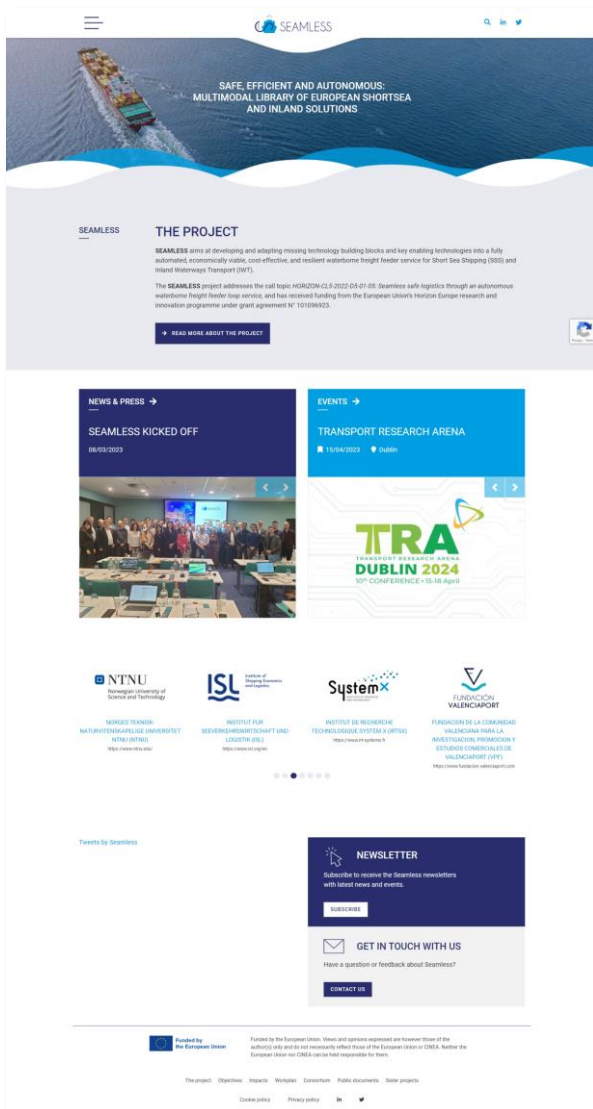 SEAMLESS
SAFE, EFFICIENT AND AUTONOMOUS:
MULTIMODAL LIBRARY OF EUROPEAN SHORTSEA
AND INLAND SOLUTIONS
SEAMLESS
THE PROJECT
SEAMLESS aims at developing and adapting missing technology building blocks and key enabling technologies into a fully
automated, economically viable, cost-effective, and resilient waterborne freight feeder service for Short Sea Shipping (SSS) and
Inland Waterways Transport (IWT).
The SEAMLESS project addresses the call topic HORIZON-CL5-2022-D5-01-05: Seamless safe logistics through an autonomous
waterborne freight feeder loop service, and has received funding from the European Union's Horizon Europe research and
innovation programme under grant agreement N° 101096923.
→ READ MORE ABOUT THE PROJECT
NEWS & PRESS →
SEAMLESS KICKED OFF
08/03/2023
EVENTS →
TRANSPORT RESEARCH ARENA
15/04/2023 Dublin
TRA
TRANSPORT RESEARCH ARENA
DUBLIN 2024
10th CONFERENCE • 15-18 April
NTNU
Norwegian University of
Science and Technology
NORGES TEKNISK
NATURVITENSKAPELIGE UNIVERSITET
NTNU (NTNU)
https://www.ntnu.edu/
ISL
Institute of
Shipping Economics
and Logistics
INSTITUT FUR
SEEVERKEHRSWIRTSCHAFT UND
LOGISTIK (ISL)
https://www.isl.org/en
SystemX
INSTITUT DE RECHERCHE
TECHNOLOGIQUE SYSTEM X (IRTSX)
https://www.irt-systemx.fr
FUNDACIÓN
VALENCIAPORT
FUNDACION DE LA COMUNIDAD
VALENCIANA PARA LA
INVESTIGACION, PROMOCION Y
ESTUDIOS COMERCIALES DE
VALENCIAPORT (VPF)
https://www.fundacion.valenciaport.com
Tweets by Seamless
NEWSLETTER
Subscribe to receive the Seamless newsletters
with latest news and events.
SUBSCRIBE
GET IN TOUCH WITH US
Have a question or feedback about Seamless?
CONTACT US
Funded by
the European Union
Funded by the European Union. Views and opinions expressed are however those of the
author(s) only and do not necessarily reflect those of the European Union or CINEA. Neither the
European Union nor CINEA can be held responsible for them.
The project Objectives Impacts Workplan Consortium Public documents Sister projects
Cookie policy Privacy policy